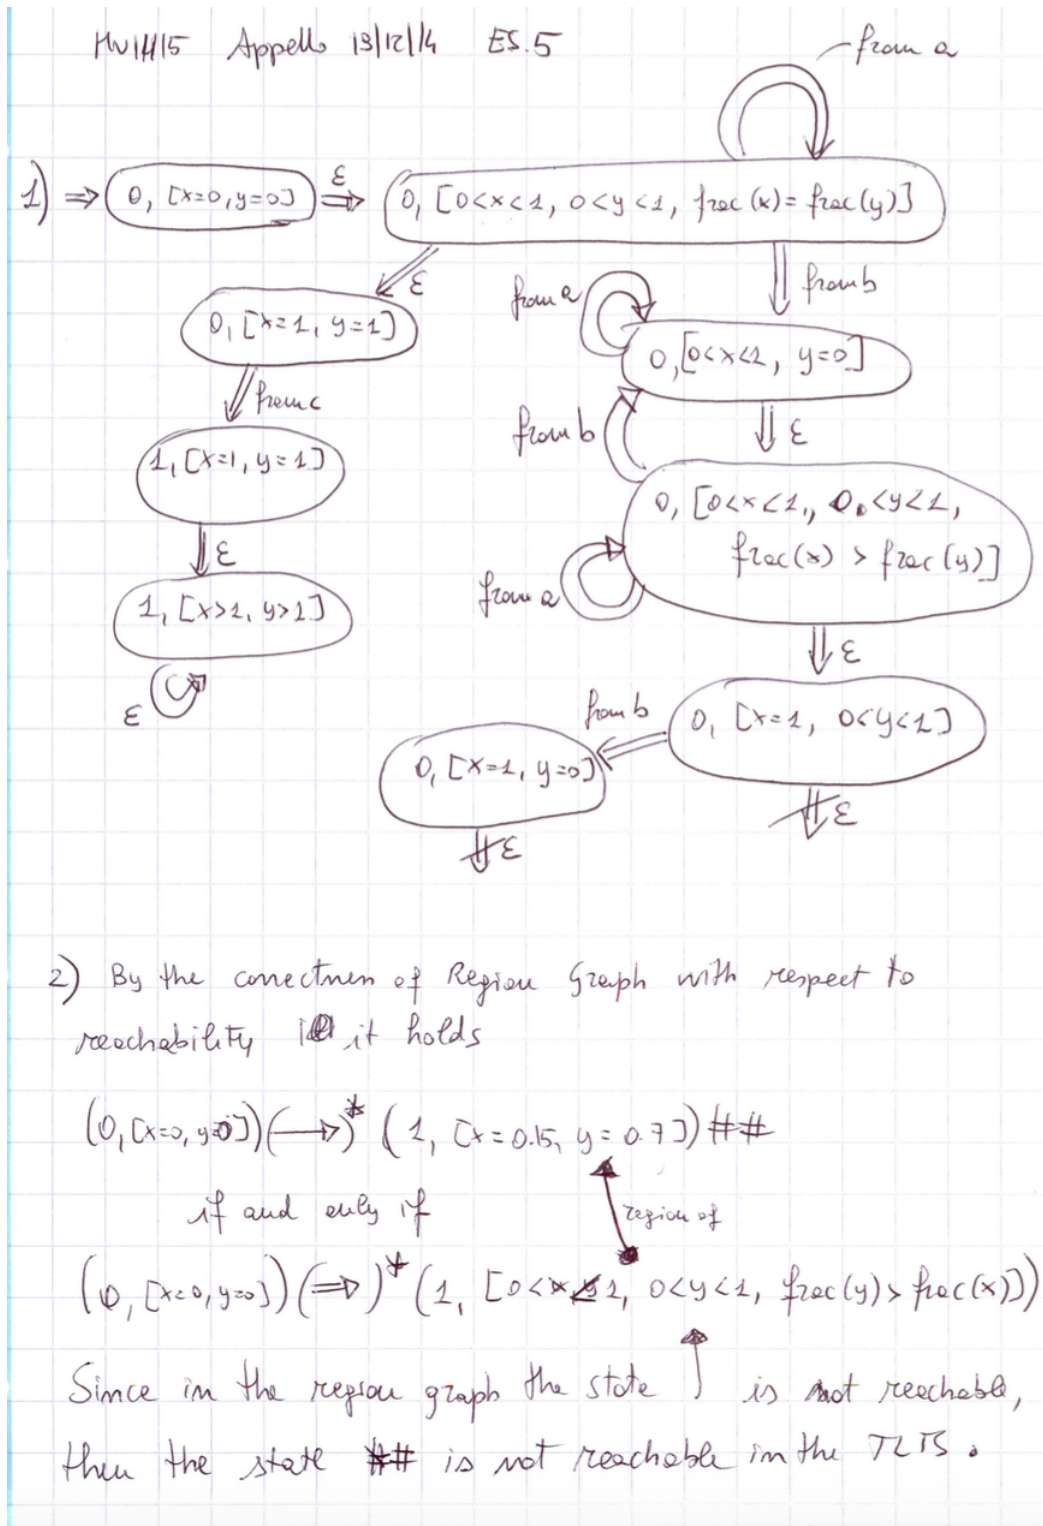 MV14/15 Appello 19/12/14 ES.5
from a
1) ⇒ 0, [x=0, y=0] ⇒ ε 0, [0<x<1, 0<y<1, frac(x)=frac(y)]
ε
from b
from a
0, [x=1, y=1]
0, [0<x<1, y=0]
from c
from b
ε
1, [x=1, y=1]
0, [0<x<1, 0<y<1,
frac(x) > frac(y)]
ε
from a
1, [x>1, y>1]
ε
ε
from b
0, [x=1, 0<y<1]
0, [x=1, y=0]
ε
ε
2) By the correctness of Region Graph with respect to
reachability it holds
(0, [x=0, y=0]) (→)* (1, [x=0.15, y=0.7]) ##
if and only if
region of
(0, [x=0, y=0]) (⇒)* (1, [0<x<1, 0<y<1, frac(y)>frac(x)])
Since in the region graph the state ↑ is not reachable,
then the state ## is not reachable in the TLTS.